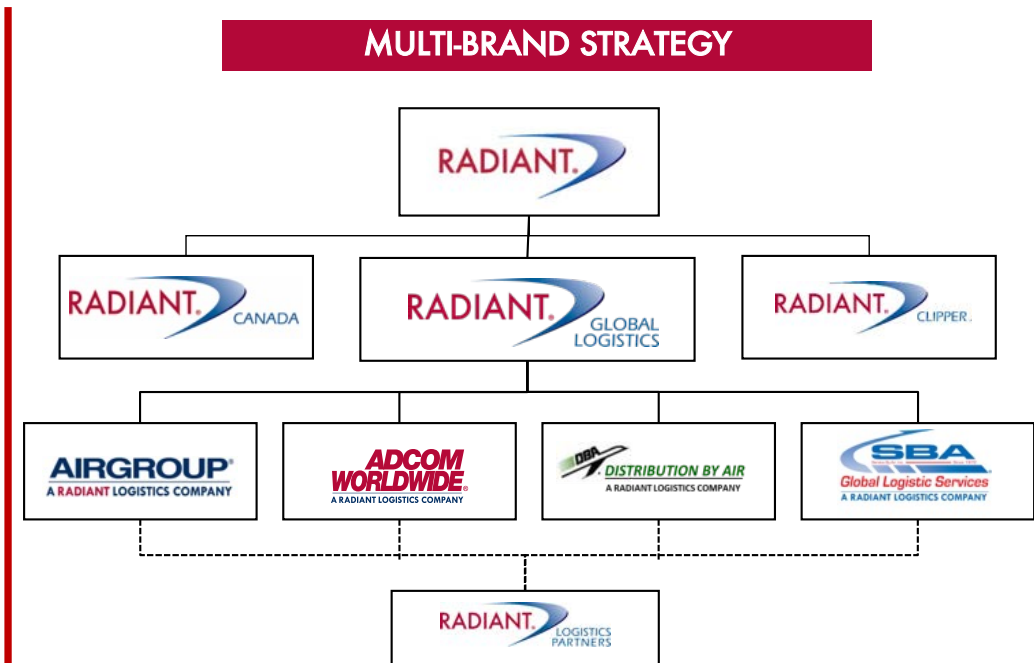 MULTI-BRAND STRATEGY
RADIANT.
RADIANT.
CANADA
RADIANT.
GLOBAL
LOGISTICS
RADIANT.
CLIPPER™
AIRGROUP®
A RADIANT LOGISTICS COMPANY
ADCOM
WORLDWIDE®
A RADIANT LOGISTICS COMPANY
DBA
DISTRIBUTION BY AIR
A RADIANT LOGISTICS COMPANY
SBA
Global Logistic Services
A RADIANT LOGISTICS COMPANY
RADIANT.
LOGISTICS
PARTNERS